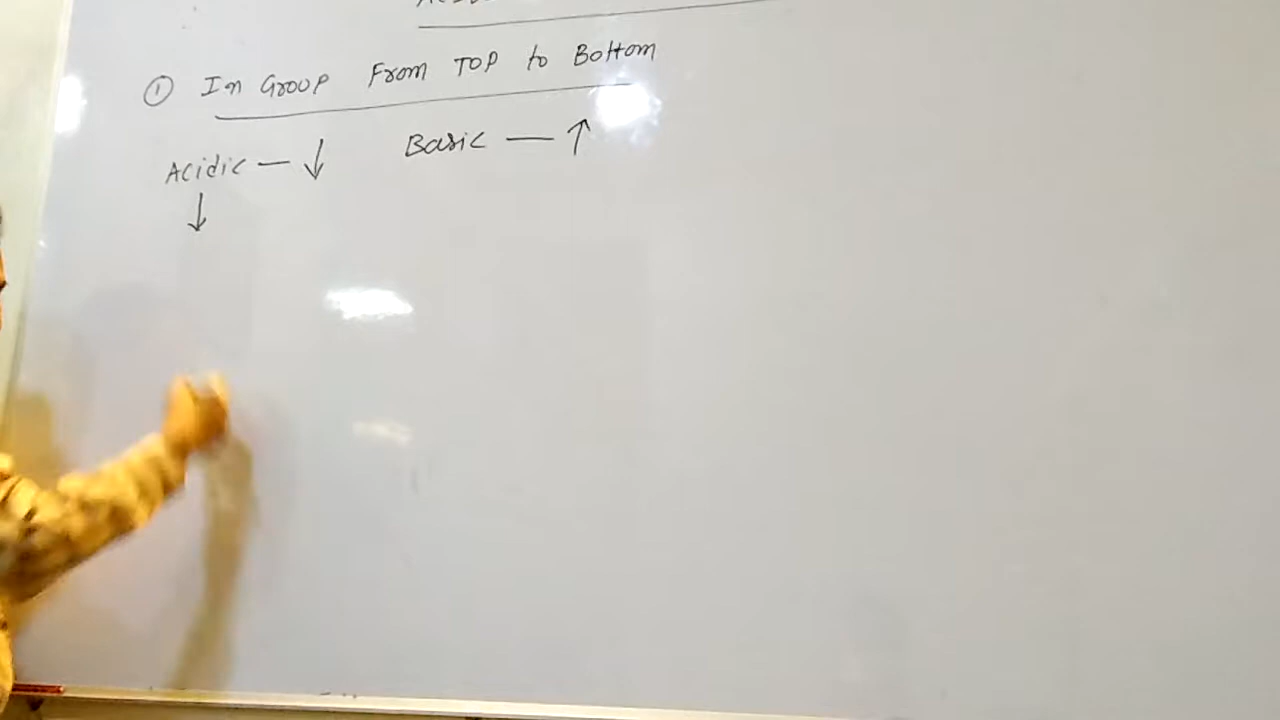 ① In Group From TOP to Bottom
Acidic — ↓ Basic — ↑
↓